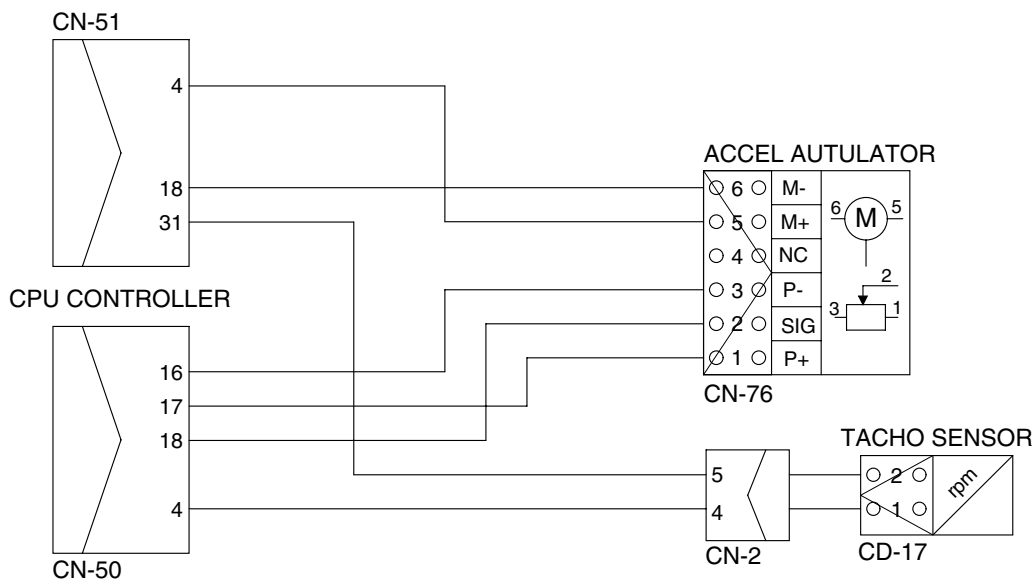 CN-51
4
18
31
CPU CONTROLLER
16
17
18
4
CN-50
ACCEL AUTULATOR
6 M-
5 M+
4 NC
3 P-
2 SIG
1 P+
6 M 5
2
3 1
CN-76
5
4
CN-2
TACHO SENSOR
2
1
rpm
CD-17